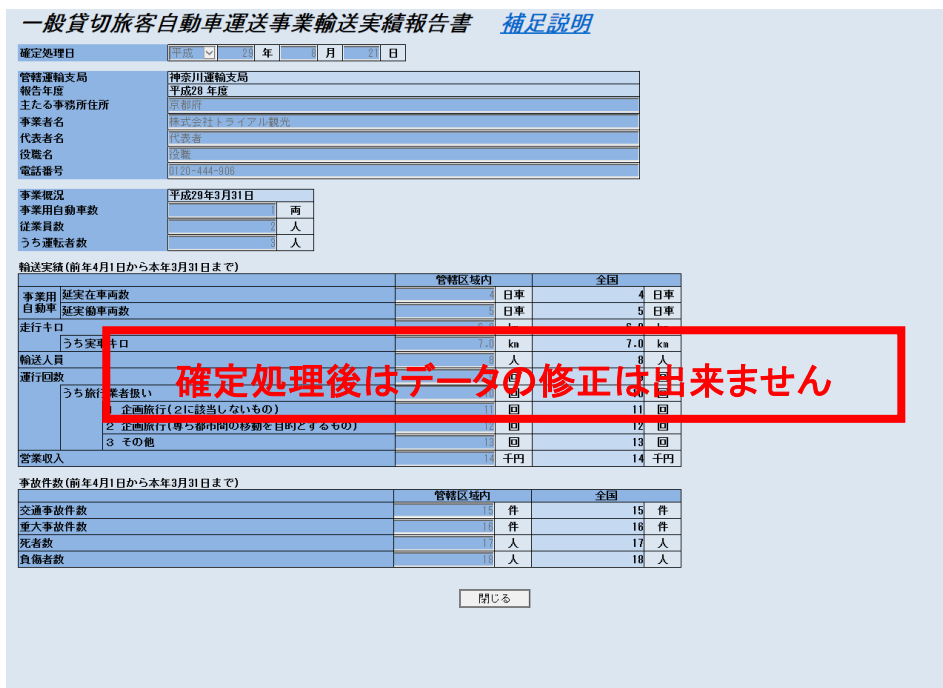 一般貸切旅客自動車運送事業輸送実績報告書 補足説明
確定処理日 平成 29 年 8 月 21 日
管轄運輸支局 神奈川運輸支局
報告年度 平成28 年度
主たる事務所住所 京都府
事業者名 株式会社トライアル観光
代表者名 代表者
役職名 役職
電話番号 0120-444-906
事業概況 平成29年3月31日
事業用自動車数 1 両
従業員数 2 人
うち運転者数 3 人
輸送実績(前年4月1日から本年3月31日まで)
管轄区域内 全国
事業用自動車 延実在車両数 4 日車 4 日車
延実働車両数 5 日車 5 日車
走行キロ
うち実車キロ 7.0 km 7.0 km
輸送人員 8 人 8 人
確定処理後はデータの修正は出来ません
運行回数 回 回
うち旅行業者扱い 10 回 10 回
1 企画旅行(2に該当しないもの) 11 回 11 回
2 企画旅行(専ら都市間の移動を目的とするもの) 12 回 12 回
3 その他 13 回 13 回
営業収入 14 千円 14 千円
事故件数(前年4月1日から本年3月31日まで)
管轄区域内 全国
交通事故件数 15 件 15 件
重大事故件数 16 件 16 件
死者数 17 人 17 人
負傷者数 18 人 18 人
閉じる